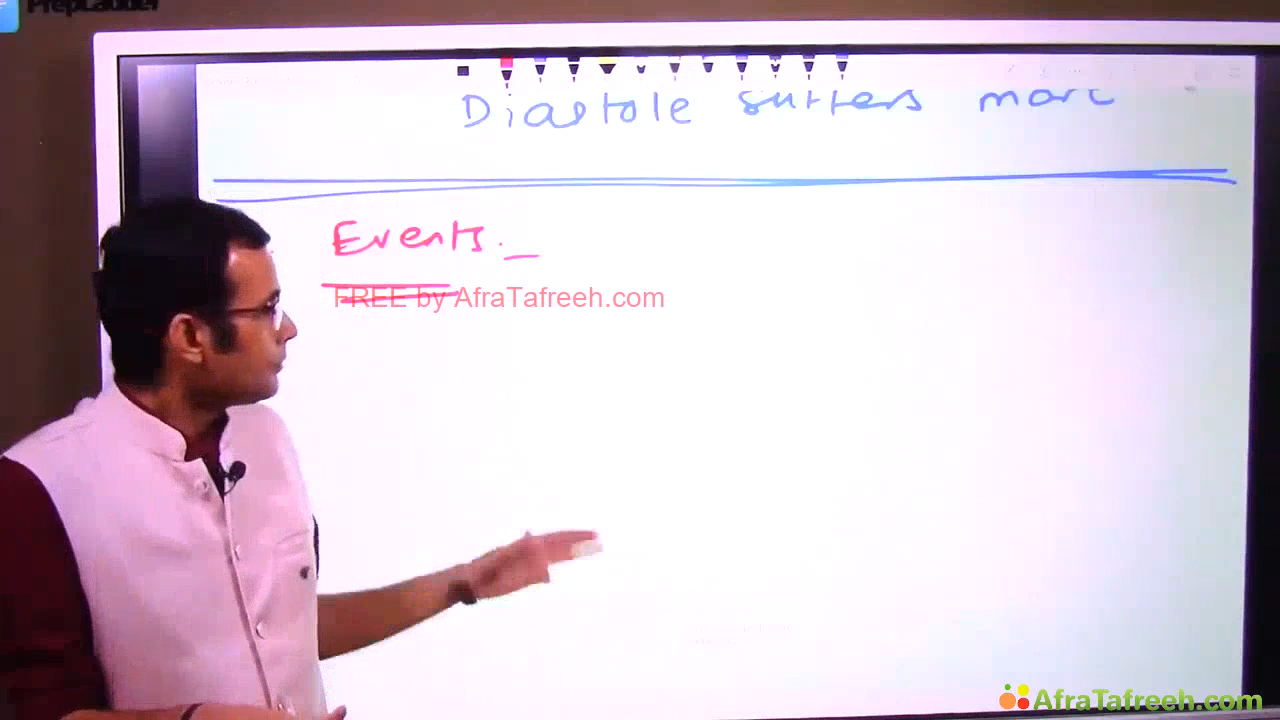 PrepLadder
Diastole suffers more
Events.
FREE by AfraTafreeh.com
AfraTafreeh.com